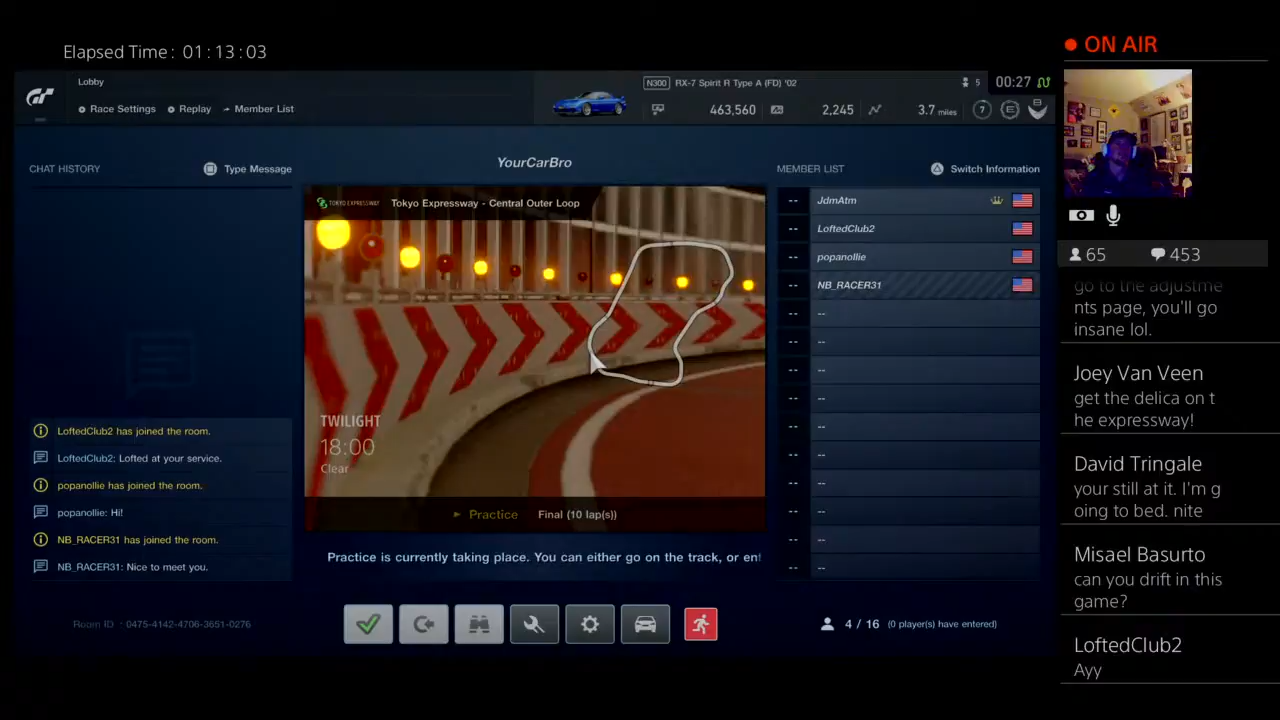 Elapsed Time: 01:13:03
ON AIR
Lobby
Race Settings Replay Member List
N300 RX-7 Spirit R Type A (FD) '02
5 00:27
463,560 2,245 3.7 miles 7 E B
CHAT HISTORY Type Message
YourCarBro
MEMBER LIST Switch Information
TOKYO EXPRESSWAY Tokyo Expressway - Central Outer Loop
-- JdmAtm
-- LoftedClub2
-- popanollie
-- NB_RACER31
-- --
-- --
-- --
-- --
-- --
-- --
-- --
-- --
-- --
-- --
TWILIGHT
18:00
Clear
Practice Final (10 lap(s))
Practice is currently taking place. You can either go on the track, or ent
LoftedClub2 has joined the room.
LoftedClub2: Lofted at your service.
popanollie has joined the room.
popanollie: Hi!
NB_RACER31 has joined the room.
NB_RACER31: Nice to meet you.
Room ID : 0475-4142-4706-3651-0276
4 / 16 (0 player(s) have entered)
65 453
go to the adjustme
nts page, you'll go
insane lol.
Joey Van Veen
get the delica on t
he expressway!
David Tringale
your still at it. I'm g
oing to bed. nite
Misael Basurto
can you drift in this
game?
LoftedClub2
Ayy